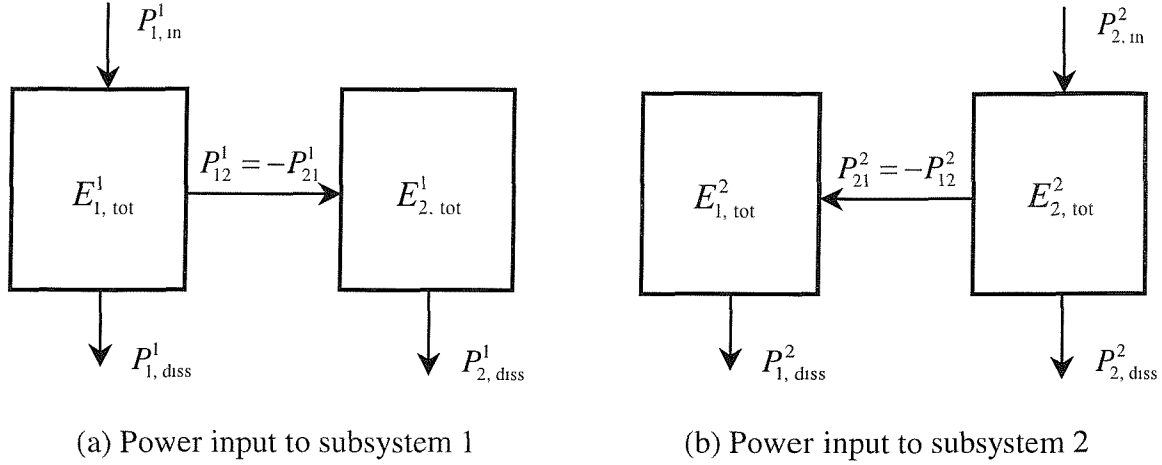 P^1_{1, in}
P^2_{2, in}
P^1_{12} = -P^1_{21}
P^2_{21} = -P^2_{12}
E^1_{1, tot}
E^1_{2, tot}
E^2_{1, tot}
E^2_{2, tot}
P^1_{1, diss}
P^1_{2, diss}
P^2_{1, diss}
P^2_{2, diss}
(a) Power input to subsystem 1
(b) Power input to subsystem 2